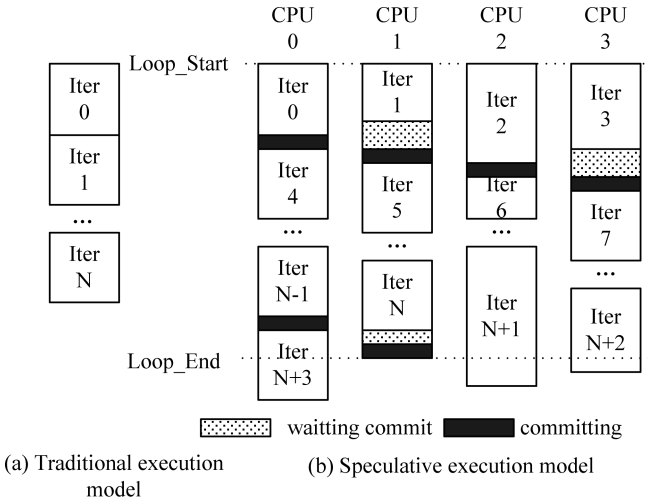 CPU CPU CPU CPU
0 1 2 3
Loop_Start
Iter
0
Iter
1
...
Iter
N
Iter
0
Iter
4
...
Iter
N-1
Iter
N+3
Iter
1
Iter
5
...
Iter
N
Iter
2
Iter
6
...
Iter
N+1
Iter
3
Iter
7
...
Iter
N+2
Loop_End
waitting commit
committing
(a) Traditional execution
model
(b) Speculative execution model